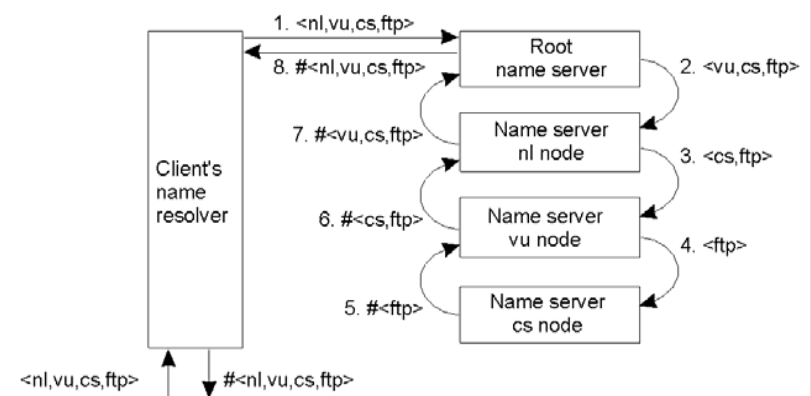 1. <nl,vu,cs,ftp>
Root
name server
8. #<nl,vu,cs,ftp>
2. <vu,cs,ftp>
7. #<vu,cs,ftp>
Name server
nl node
3. <cs,ftp>
Client's
name
resolver
6. #<cs,ftp>
Name server
vu node
4. <ftp>
5. #<ftp>
Name server
cs node
<nl,vu,cs,ftp>
#<nl,vu,cs,ftp>